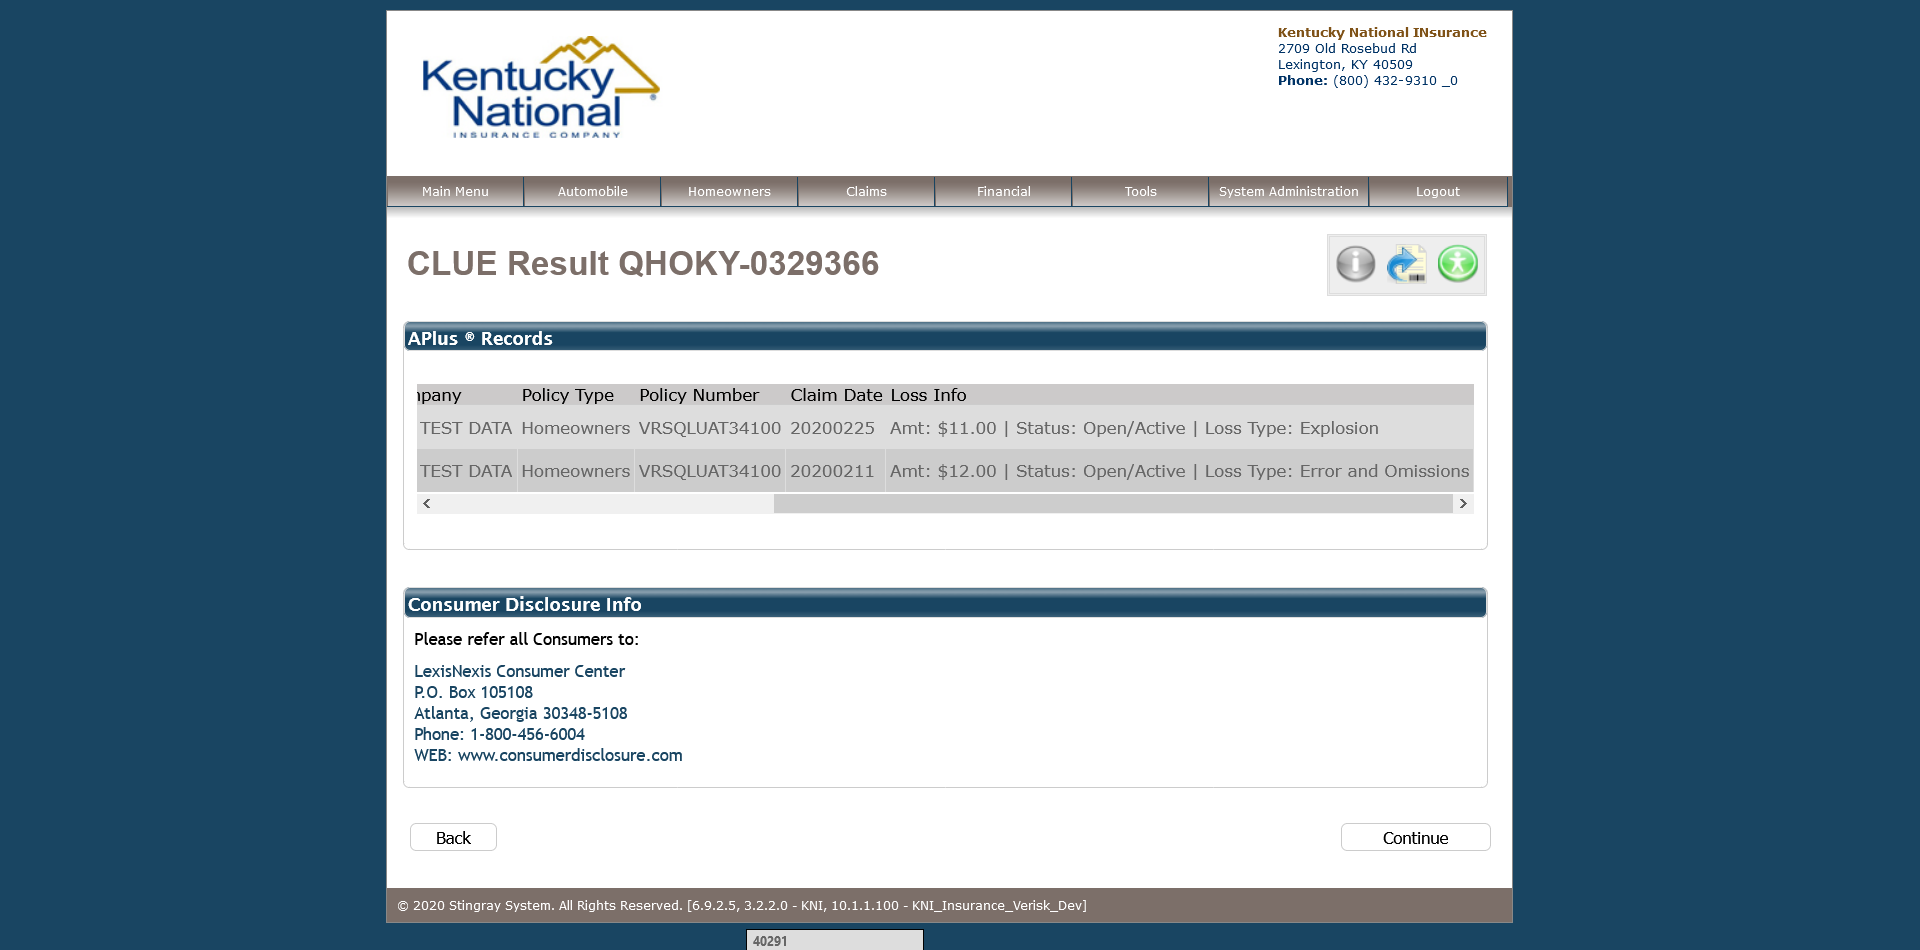 Kentucky
National
INSURANCE COMPANY
Kentucky National INsurance
2709 Old Rosebud Rd
Lexington, KY 40509
Phone: (800) 432-9310 _0
Main Menu Automobile Homeowners Claims Financial Tools System Administration Logout
CLUE Result QHOKY-0329366
APlus ® Records
npany Policy Type Policy Number Claim Date Loss Info
TEST DATA Homeowners VRSQLUAT34100 20200225 Amt: $11.00 | Status: Open/Active | Loss Type: Explosion
TEST DATA Homeowners VRSQLUAT34100 20200211 Amt: $12.00 | Status: Open/Active | Loss Type: Error and Omissions
Consumer Disclosure Info
Please refer all Consumers to:
LexisNexis Consumer Center
P.O. Box 105108
Atlanta, Georgia 30348-5108
Phone: 1-800-456-6004
WEB: www.consumerdisclosure.com
Back Continue
© 2020 Stingray System. All Rights Reserved. [6.9.2.5, 3.2.2.0 - KNI, 10.1.1.100 - KNI_Insurance_Verisk_Dev]
40291